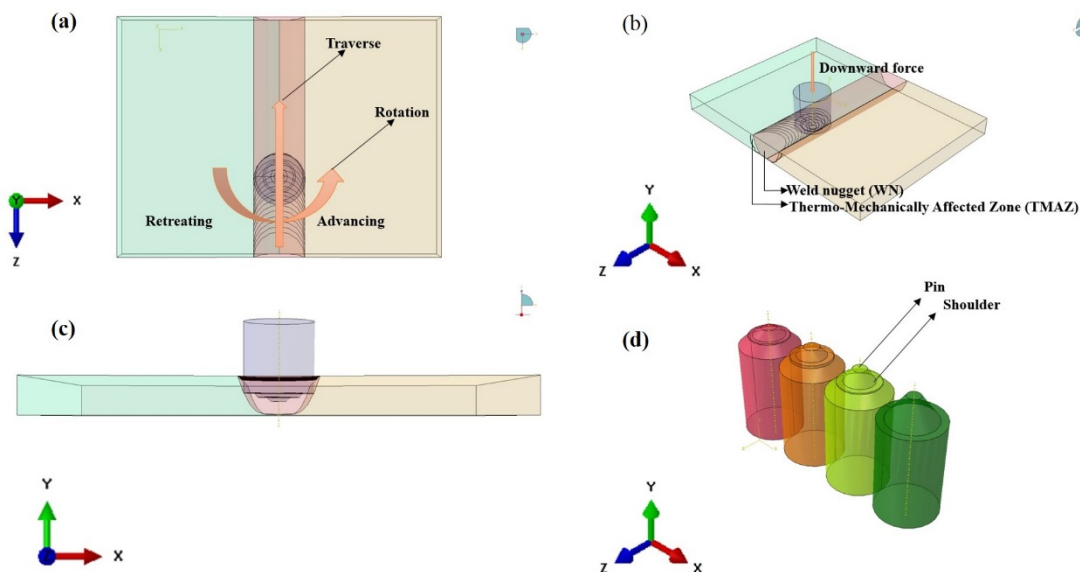 (a)
Traverse
Rotation
Retreating
Advancing
Y
X
Z
(b)
Downward force
Weld nugget (WN)
Thermo-Mechanically Affected Zone (TMAZ)
Y
Z
X
(c)
Y
Z
X
(d)
Pin
Shoulder
Y
Z
X